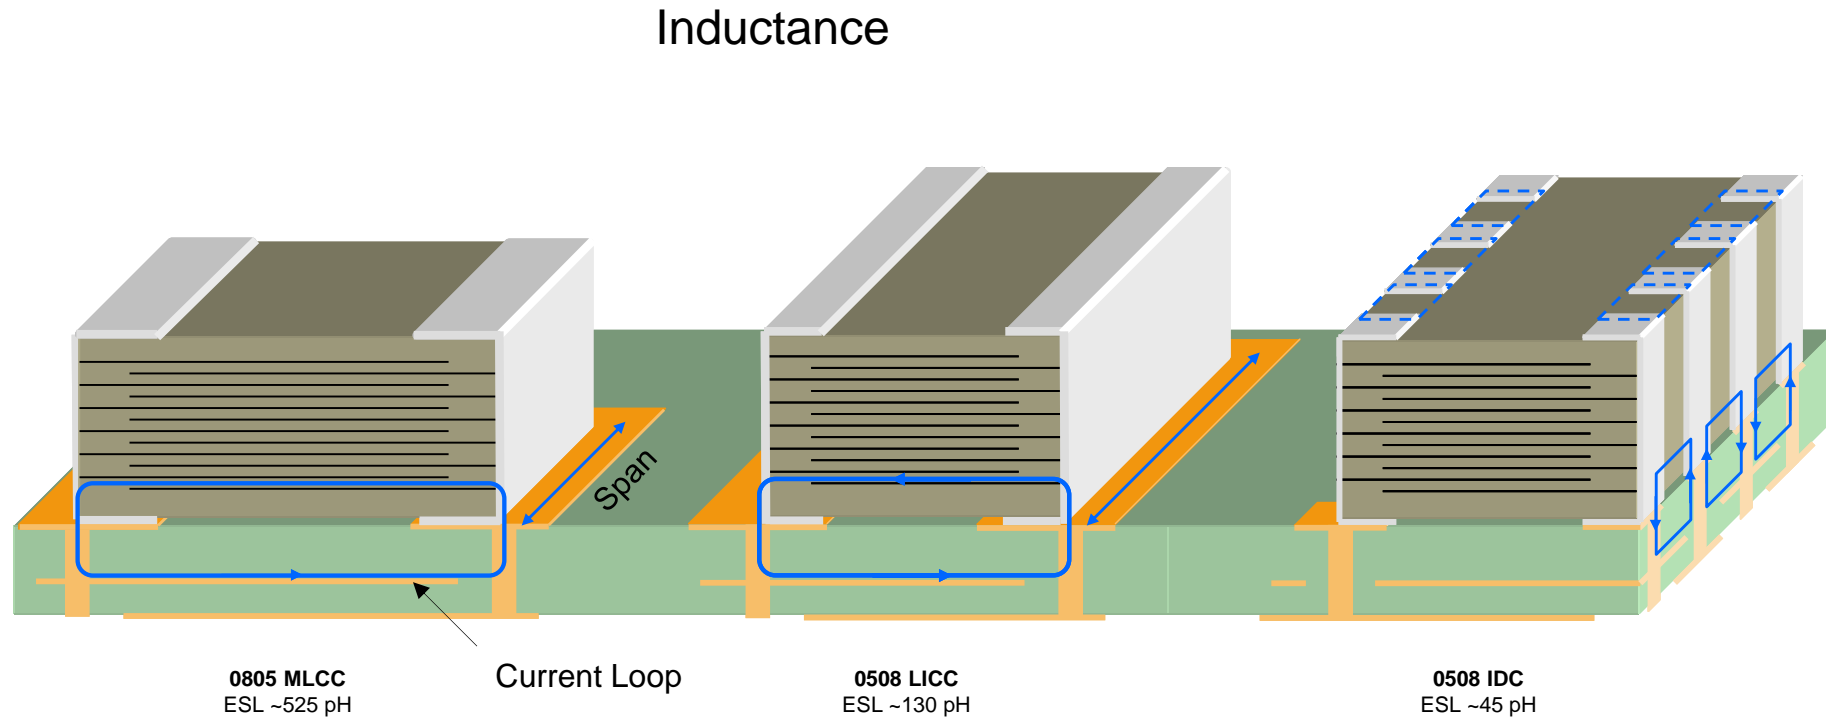 Inductance
Span
Current Loop
0805 MLCC
ESL ~525 pH
0508 LICC
ESL ~130 pH
0508 IDC
ESL ~45 pH